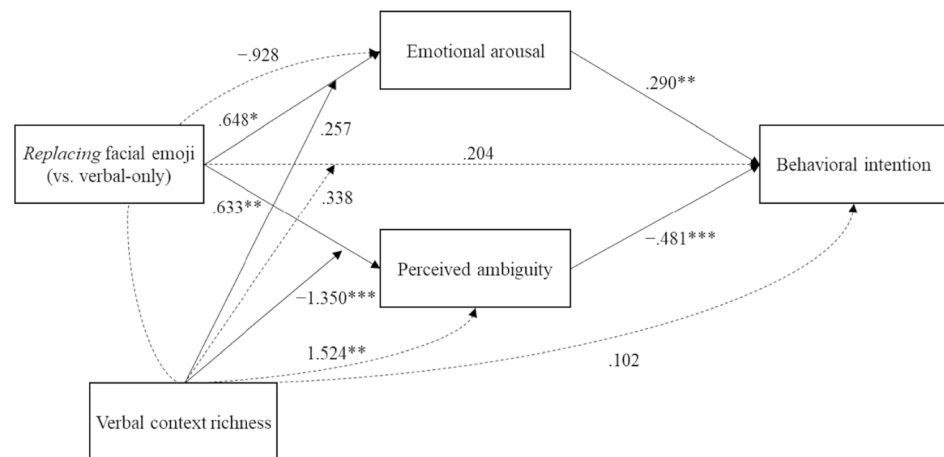 Emotional arousal
−.928
.290**
.648*
.257
Replacing facial emoji
(vs. verbal-only)
.204
Behavioral intention
.633**
.338
Perceived ambiguity
−.481***
−1.350***
1.524**
.102
Verbal context richness